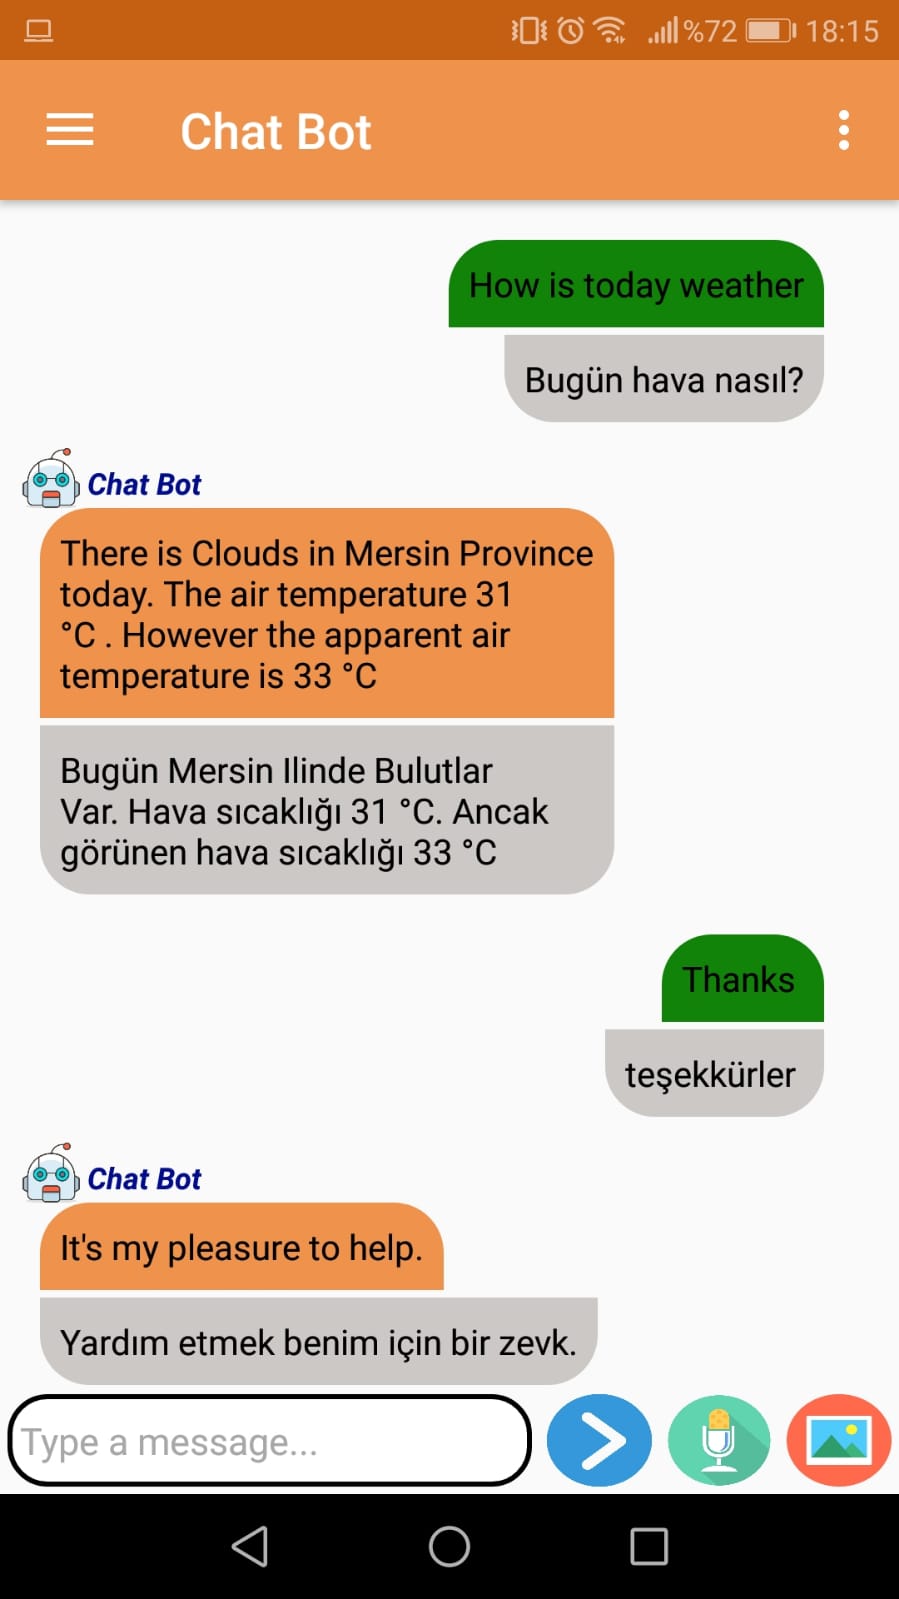 %72 18:15
Chat Bot
How is today weather
Bugün hava nasıl?
Chat Bot
There is Clouds in Mersin Province
today. The air temperature 31
°C . However the apparent air
temperature is 33 °C
Bugün Mersin Ilinde Bulutlar
Var. Hava sıcaklığı 31 °C. Ancak
görünen hava sıcaklığı 33 °C
Thanks
teşekkürler
Chat Bot
It's my pleasure to help.
Yardım etmek benim için bir zevk.
Type a message...